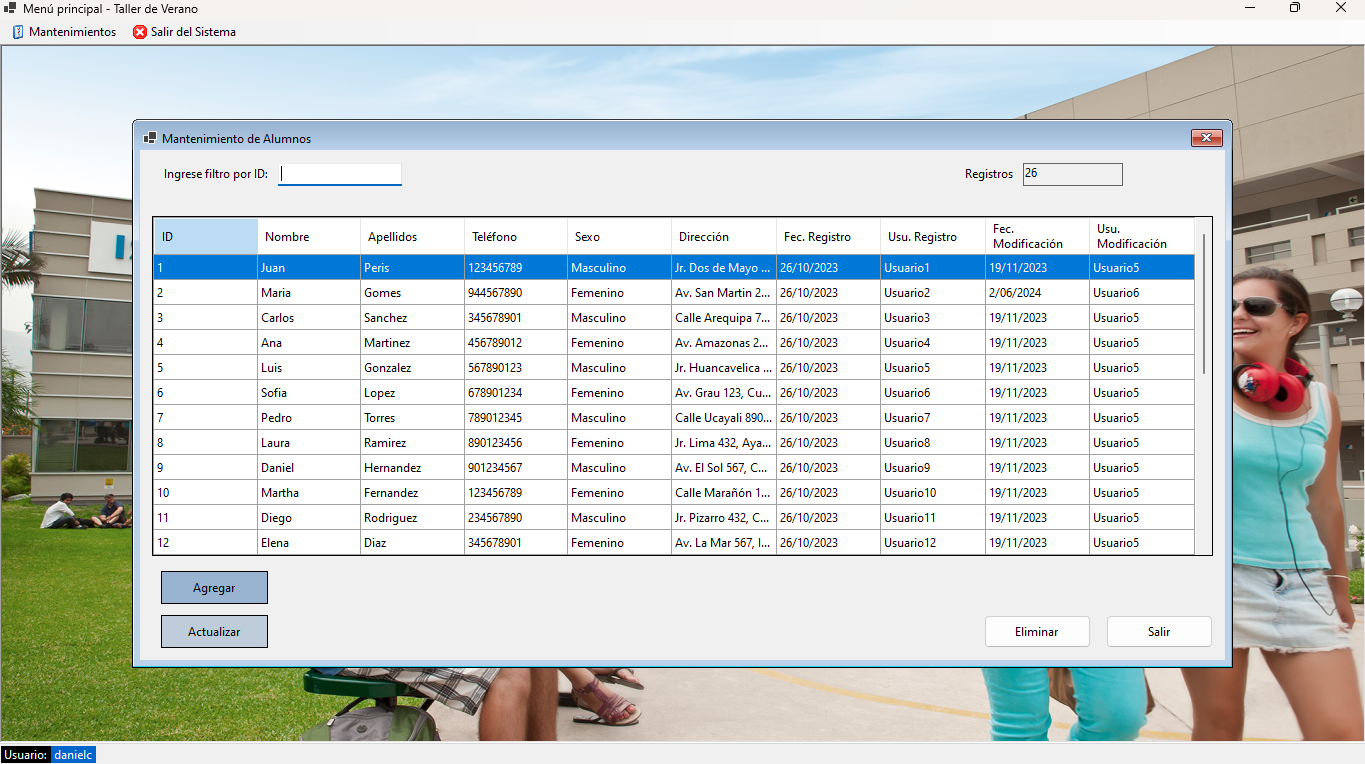 Menú principal - Taller de Verano
Mantenimientos Salir del Sistema
Mantenimiento de Alumnos
Ingrese filtro por ID: Registros 26
ID Nombre Apellidos Teléfono Sexo Dirección Fec. Registro Usu. Registro Fec. Modificación Usu. Modificación
1 Juan Peris 123456789 Masculino Jr. Dos de Mayo ... 26/10/2023 Usuario1 19/11/2023 Usuario5
2 Maria Gomes 944567890 Femenino Av. San Martin 2... 26/10/2023 Usuario2 2/06/2024 Usuario6
3 Carlos Sanchez 345678901 Masculino Calle Arequipa 7... 26/10/2023 Usuario3 19/11/2023 Usuario5
4 Ana Martinez 456789012 Femenino Av. Amazonas 2... 26/10/2023 Usuario4 19/11/2023 Usuario5
5 Luis Gonzalez 567890123 Masculino Jr. Huancavelica ... 26/10/2023 Usuario5 19/11/2023 Usuario5
6 Sofia Lopez 678901234 Femenino Av. Grau 123, Cu... 26/10/2023 Usuario6 19/11/2023 Usuario5
7 Pedro Torres 789012345 Masculino Calle Ucayali 890... 26/10/2023 Usuario7 19/11/2023 Usuario5
8 Laura Ramirez 890123456 Femenino Jr. Lima 432, Aya... 26/10/2023 Usuario8 19/11/2023 Usuario5
9 Daniel Hernandez 901234567 Masculino Av. El Sol 567, C... 26/10/2023 Usuario9 19/11/2023 Usuario5
10 Martha Fernandez 123456789 Femenino Calle Marañón 1... 26/10/2023 Usuario10 19/11/2023 Usuario5
11 Diego Rodriguez 234567890 Masculino Jr. Pizarro 432, C... 26/10/2023 Usuario11 19/11/2023 Usuario5
12 Elena Diaz 345678901 Femenino Av. La Mar 567, I... 26/10/2023 Usuario12 19/11/2023 Usuario5
Agregar
Actualizar Eliminar Salir
Usuario: danielc